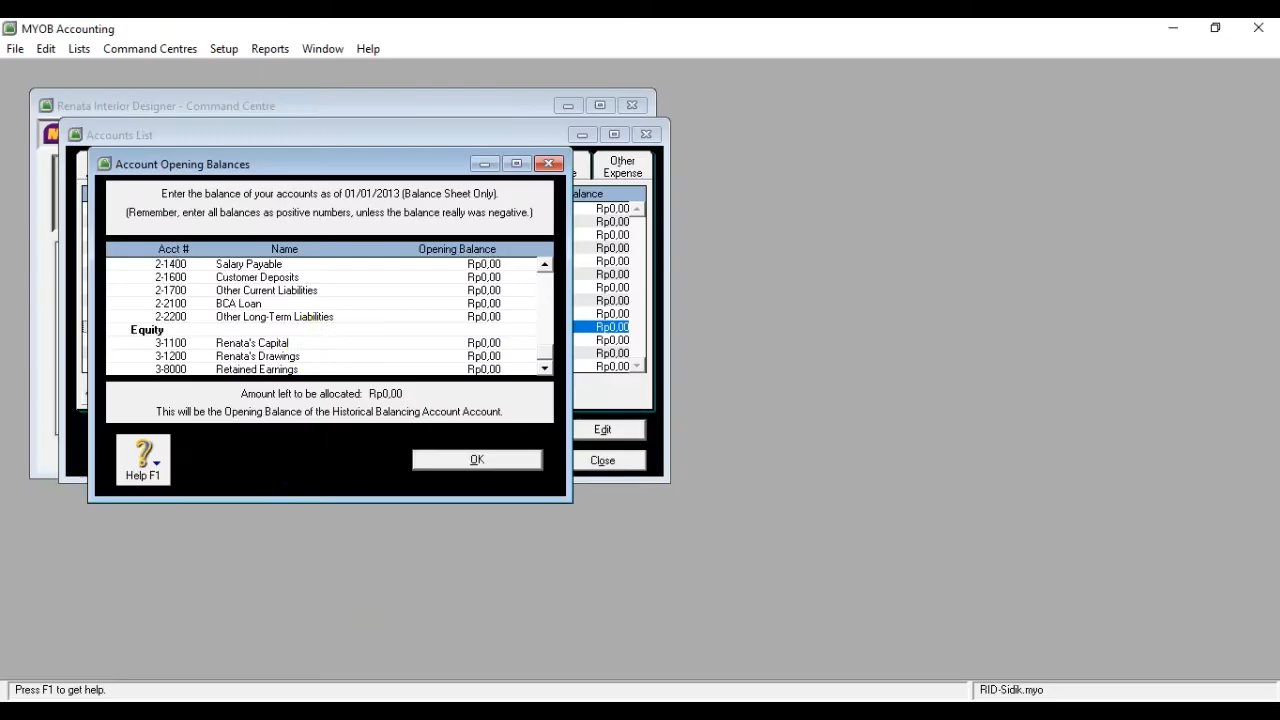 MYOB Accounting
File Edit Lists Command Centres Setup Reports Window Help
Renata Interior Designer - Command Centre
Accounts List
Account Opening Balances
Other
Expense
Enter the balance of your accounts as of 01/01/2013 (Balance Sheet Only).
(Remember, enter all balances as positive numbers, unless the balance really was negative.)
Acct # Name Opening Balance
2-1400 Salary Payable Rp0,00
2-1600 Customer Deposits Rp0,00
2-1700 Other Current Liabilities Rp0,00
2-2100 BCA Loan Rp0,00
2-2200 Other Long-Term Liabilities Rp0,00
Equity
3-1100 Renata's Capital Rp0,00
3-1200 Renata's Drawings Rp0,00
3-8000 Retained Earnings Rp0,00
Amount left to be allocated: Rp0,00
This will be the Opening Balance of the Historical Balancing Account Account.
Help F1
OK
alance
Rp0,00
Rp0,00
Rp0,00
Rp0,00
Rp0,00
Rp0,00
Rp0,00
Rp0,00
Rp0,00
Rp0,00
Rp0,00
Rp0,00
Rp0,00
Edit
Close
Press F1 to get help.
RID-Sidik.myo